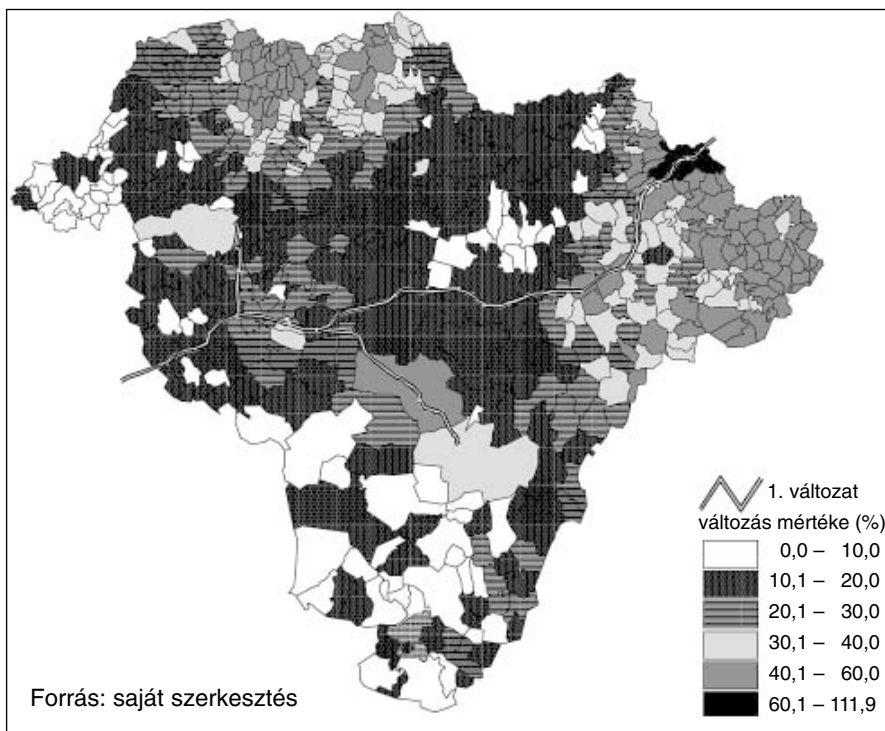 1. változat
változás mértéke (%)
0,0 – 10,0
10,1 – 20,0
20,1 – 30,0
30,1 – 40,0
40,1 – 60,0
60,1 – 111,9
Forrás: saját szerkesztés